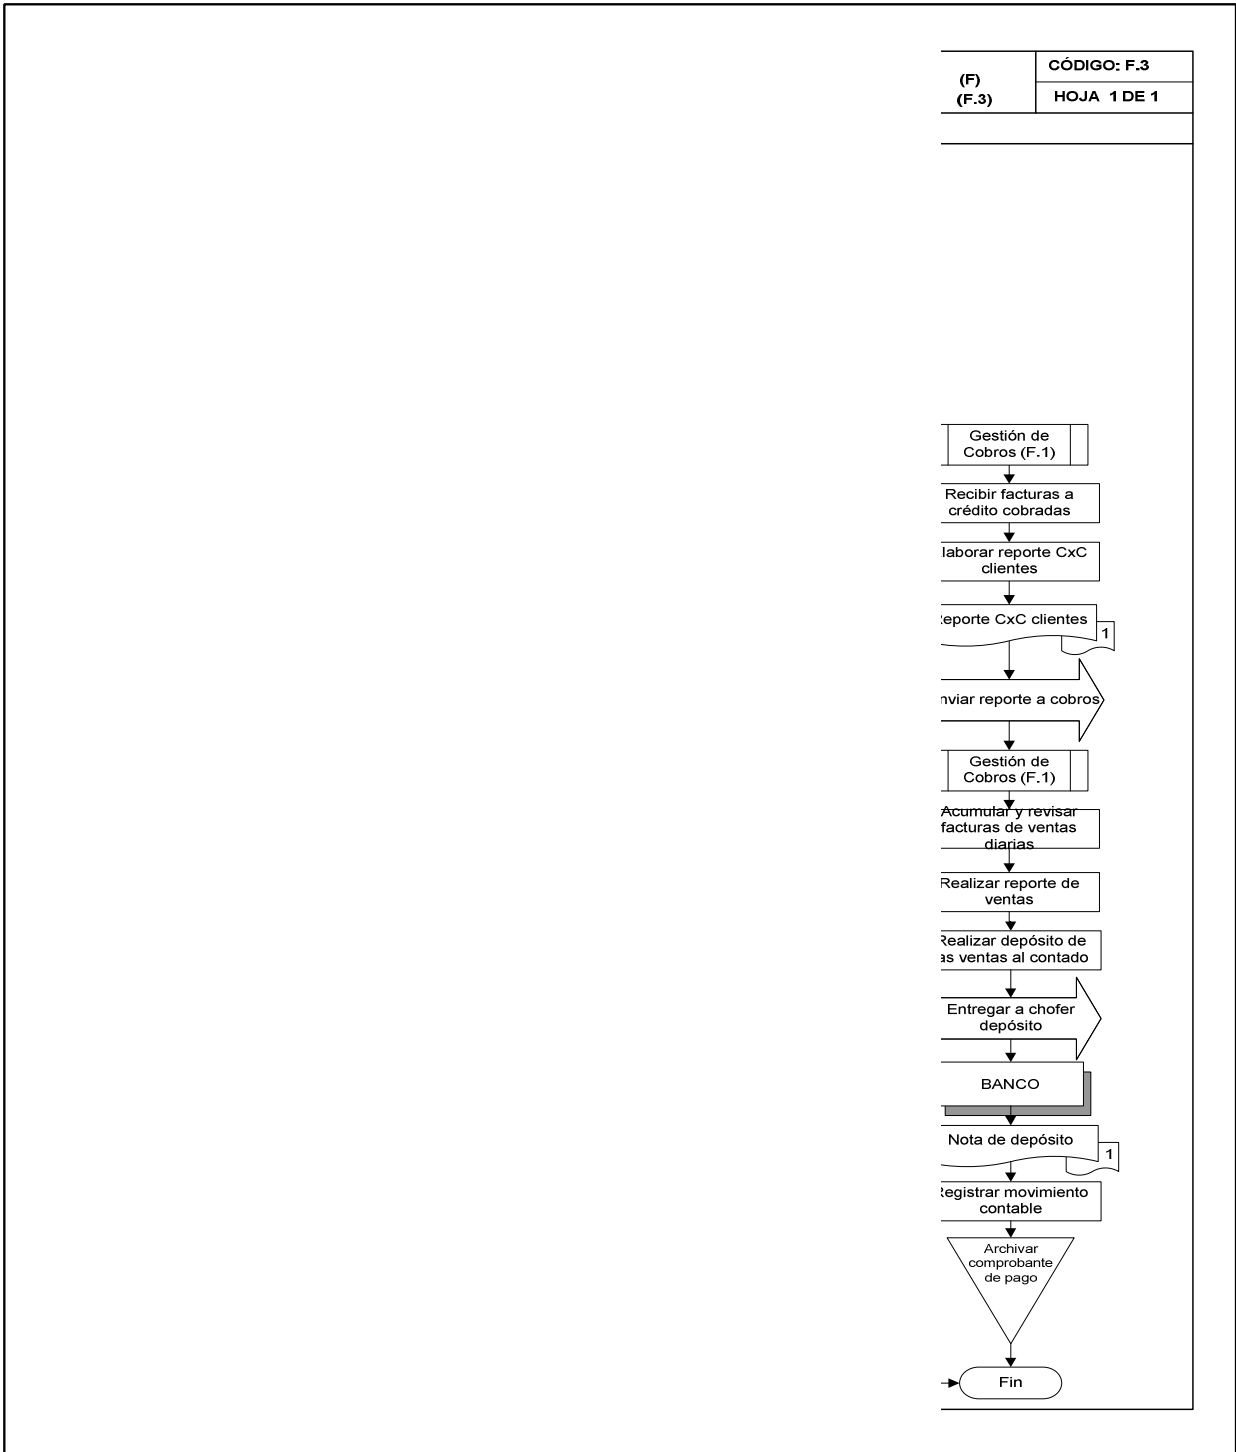 (F)
(F.3)
CÓDIGO: F.3
HOJA 1 DE 1
Gestión de
Cobros (F.1)
Recibir facturas a
crédito cobradas
laborar reporte CxC
clientes
eporte CxC clientes
1
nviar reporte a cobros
Gestión de
Cobros (F.1)
Acumular y revisar
facturas de ventas
diarias
Realizar reporte de
ventas
Realizar depósito de
as ventas al contado
Entregar a chofer
depósito
BANCO
Nota de depósito
1
Registrar movimiento
contable
Archivar
comprobante
de pago
Fin